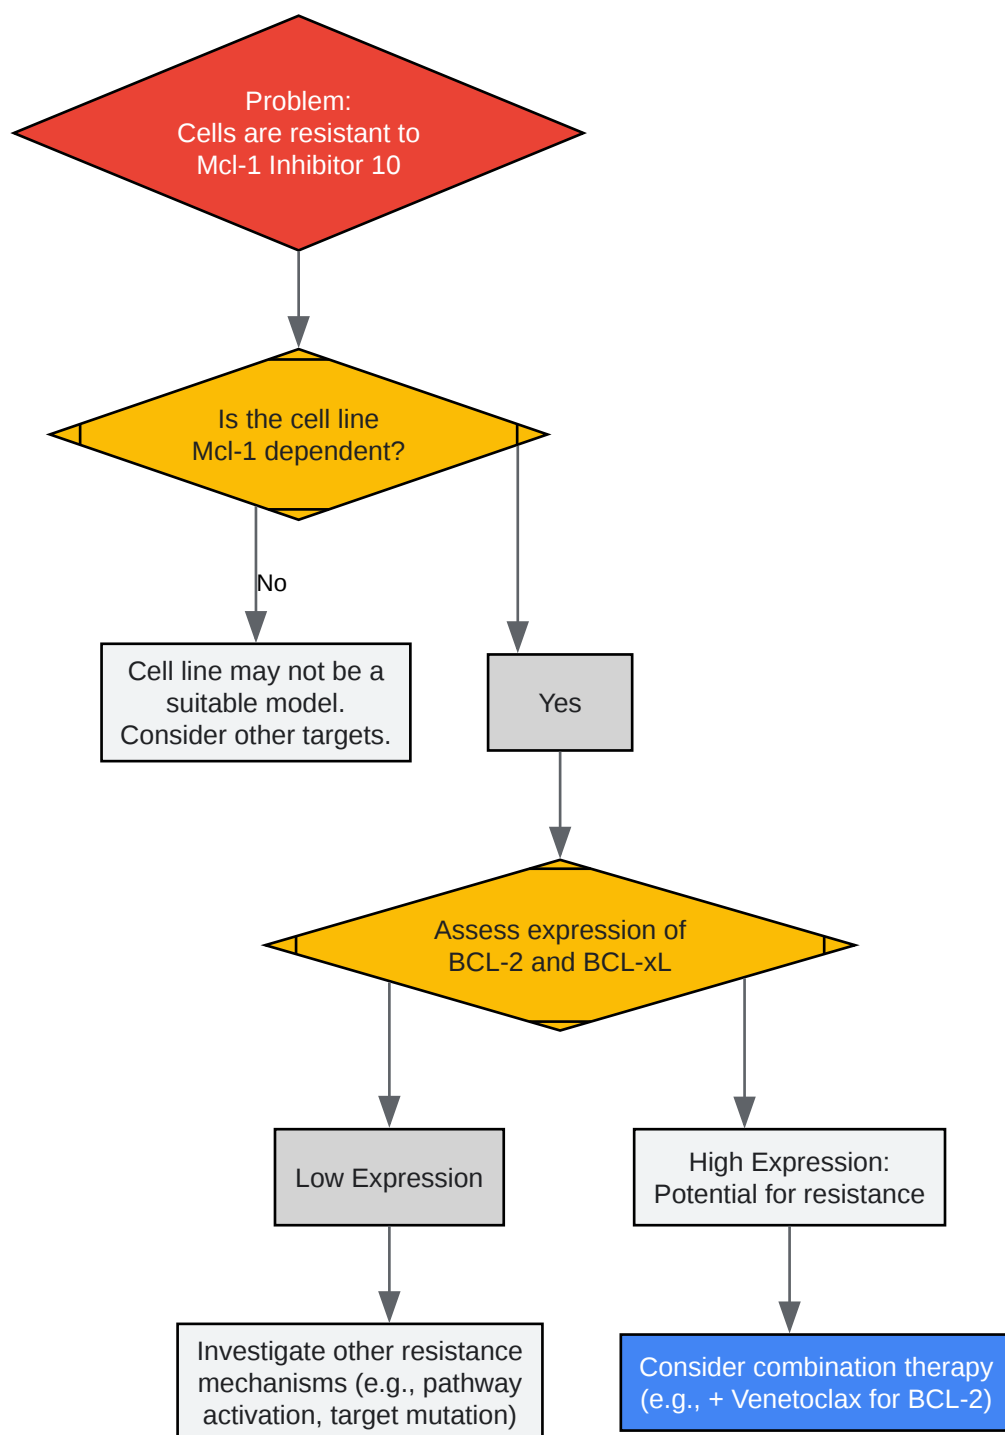 Problem:
Cells are resistant to
Mcl-1 Inhibitor 10
Is the cell line
Mcl-1 dependent?
No
Cell line may not be a
suitable model.
Consider other targets.
Yes
Assess expression of
BCL-2 and BCL-xL
Low Expression
High Expression:
Potential for resistance
Investigate other resistance
mechanisms (e.g., pathway
activation, target mutation)
Consider combination therapy
(e.g., + Venetoclax for BCL-2)